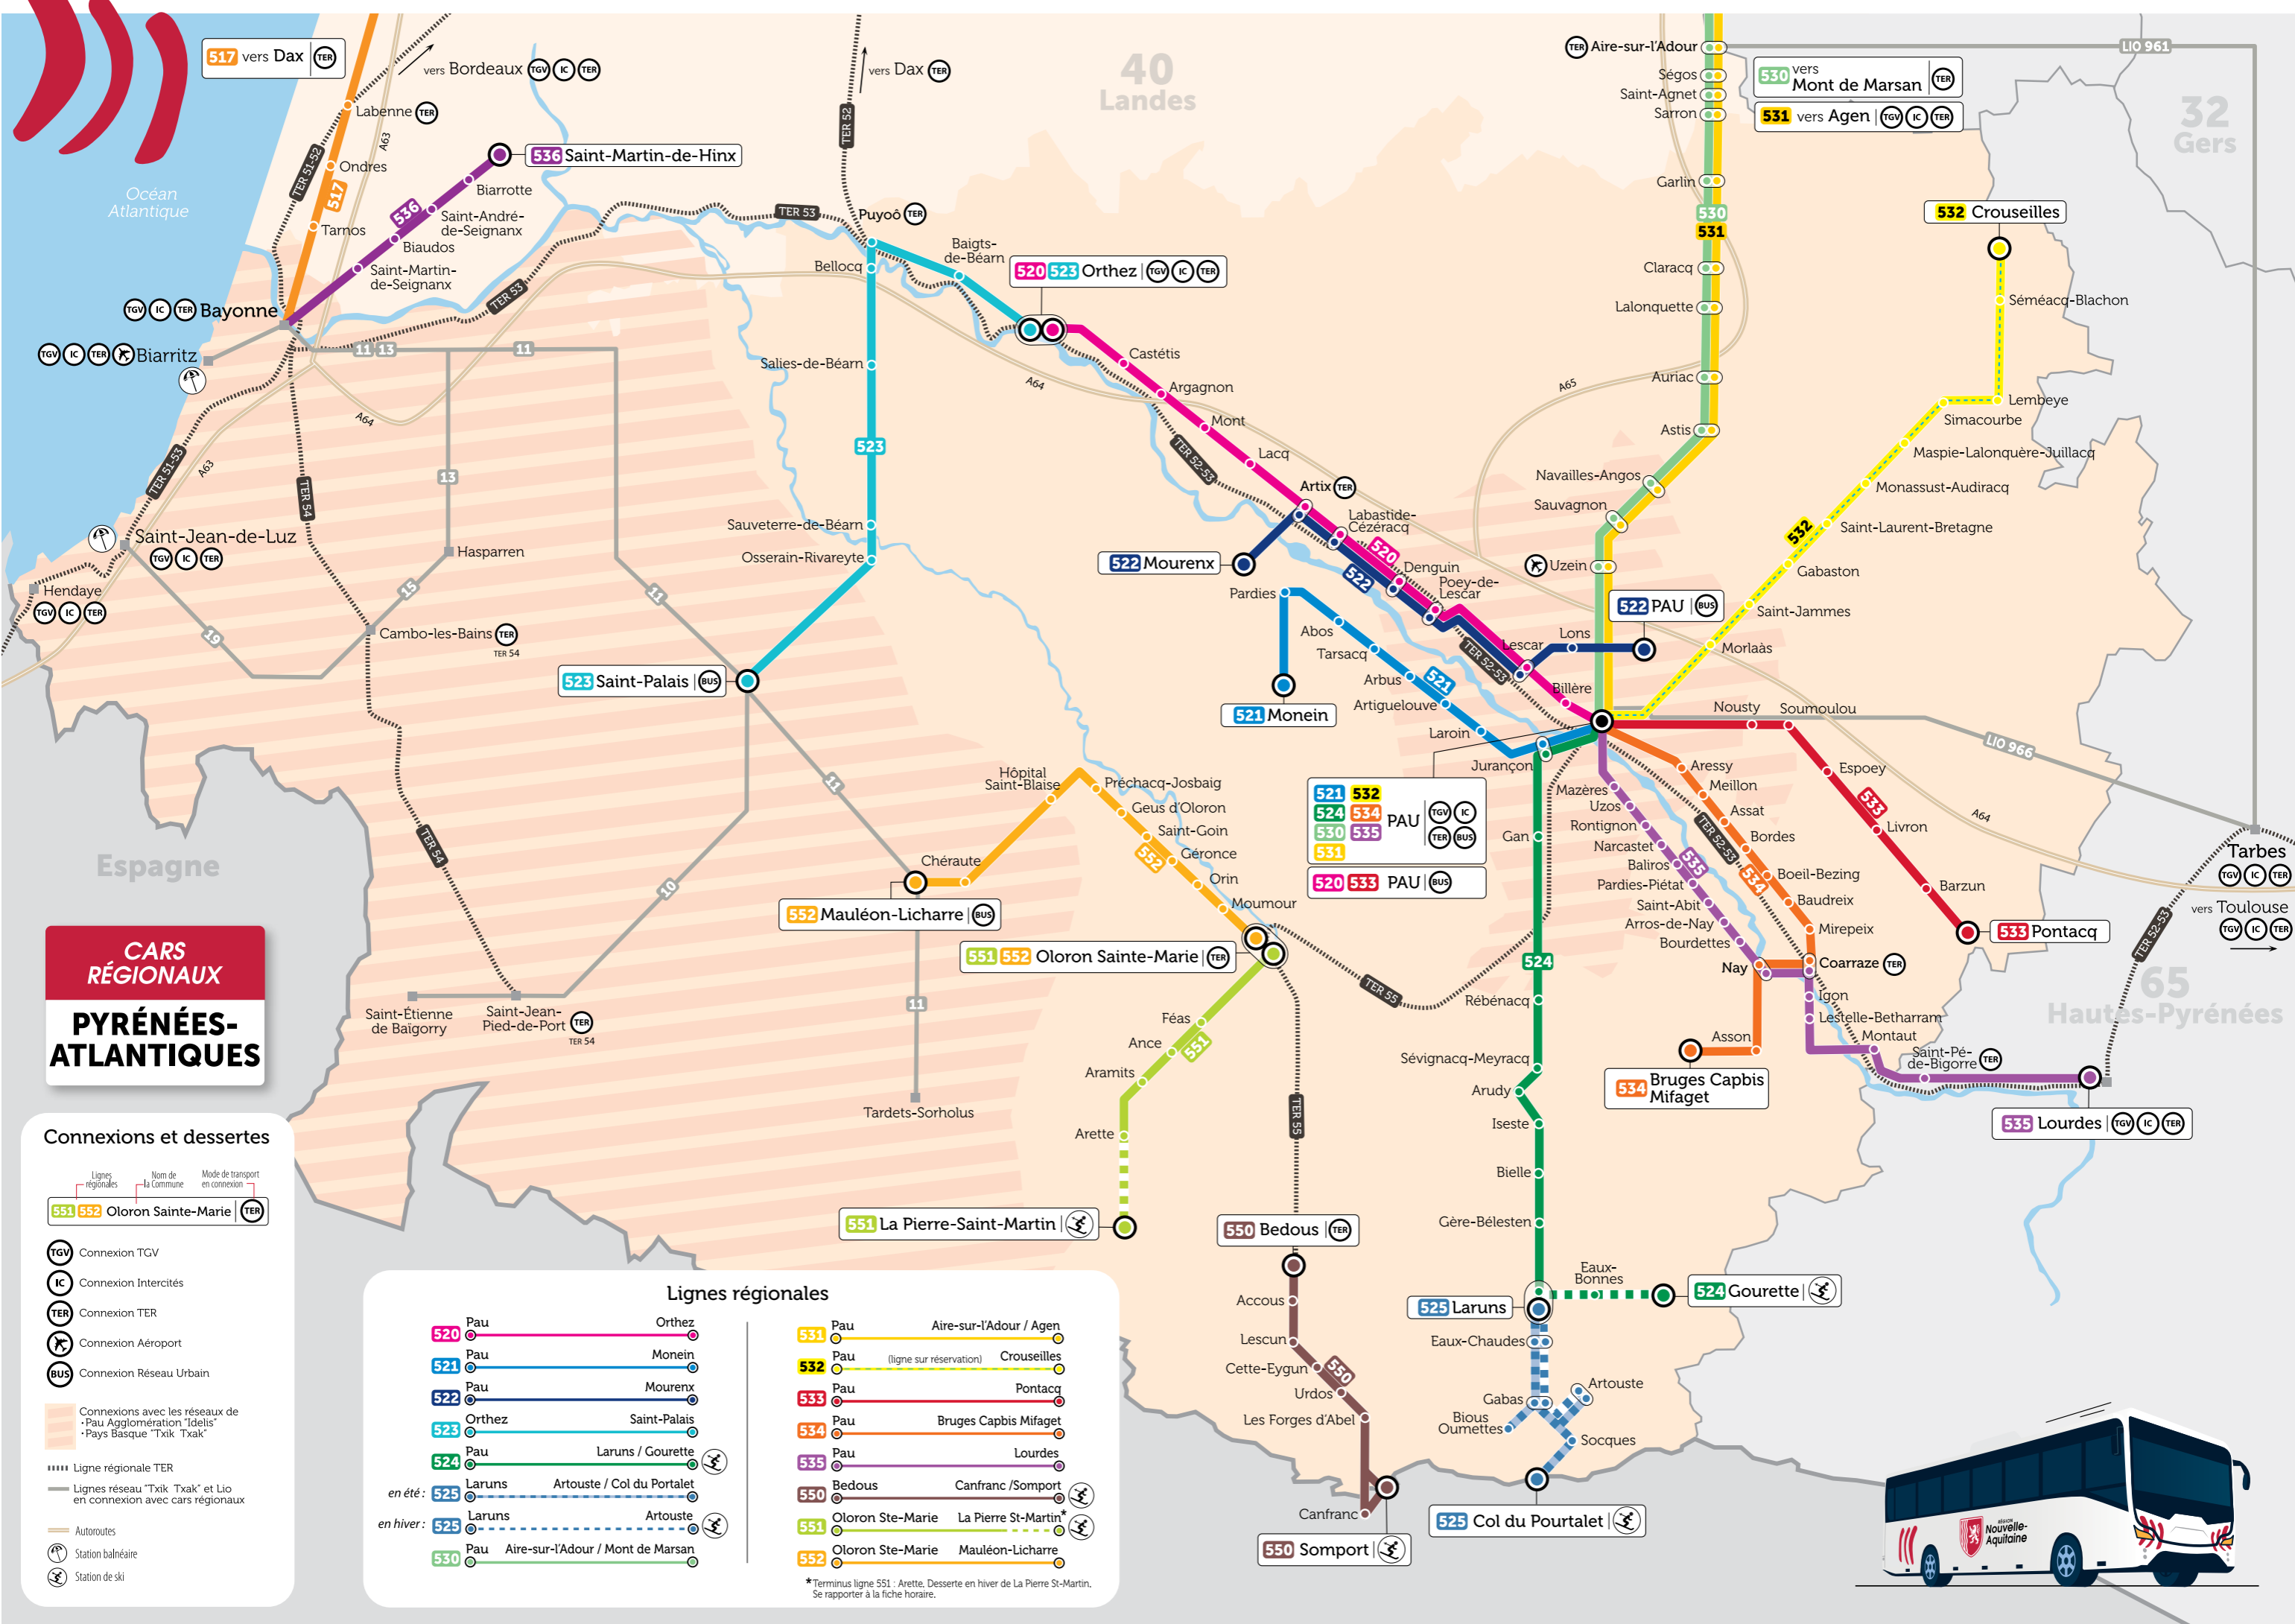 517 vers Dax TER
vers Bordeaux TGV IC TER
vers Dax TER
40
Landes
TER Aire-sur-l'Adour
Ségos
Saint-Agnet
Sarron
530 vers
Mont de Marsan TER
531 vers Agen TGV IC TER
LIO 961
32
Gers
Labenne TER
TER 51-52
A63
Ondres
517
Tarnos
536 Saint-Martin-de-Hinx
Biarrotte
536
Saint-André-
de-Seignanx
Biaudos
Saint-Martin-
de-Seignanx
Océan
Atlantique
TER 52
TER 53
Puyoô TER
Bellocq
Baigts-
de-Béarn
520 523 Orthez TGV IC TER
Garlin
530
531
Claracq
Lalonquette
Auriac
Astis
532 Crouseilles
Séméacq-Blachon
Lembeye
Simacourbe
Maspie-Lalonquère-Juillacq
Monassust-Audiracq
Saint-Laurent-Bretagne
532
Gabaston
Saint-Jammes
Morlaàs
TGV IC TER Bayonne
TGV IC TER Biarritz
TER 53
11 13
11
A64
13
A63
TER 51-53
TER 54
Saint-Jean-de-Luz
TGV IC TER
Hendaye
TGV IC TER
Hasparren
15
19
11
Cambo-les-Bains TER
TER 54
Salies-de-Béarn
523
Sauveterre-de-Béarn
Osserain-Rivareyte
523 Saint-Palais BUS
A64
Castétis
Argagnon
Mont
Lacq
TER 52-53
Artix TER
Labastide-
Cézéracq
520
522
Denguin
Poey-de-
Lescar
522 Mourenx
A65
Navailles-Angos
Sauvagnon
Uzein
522 PAU BUS
Lescar
Lons
TER 52-53
Billère
Pardies
Abos
Tarsacq
Arbus
521
Artiguelouve
Laroin
521 Monein
Jurançon
Nousty
Soumoulou
LIO 966
Espoey
533
Livron
A64
Barzun
533 Pontacq
Tarbes
TGV IC TER
vers Toulouse
TGV IC TER
TER 52-53
65
Hautes-Pyrénées
521 532
524 534
530 535
531
PAU TGV IC
TER BUS
520 533 PAU BUS
Aressy
Meillon
Assat
Bordes
TER 52-53
534
Boeil-Bezing
Baudreix
Mirepeix
Coarraze TER
Mazères
Uzos
Rontignon
Narcastet
Baliros
535
Pardies-Piétat
Saint-Abit
Arros-de-Nay
Bourdettes
Nay
Igon
Lestelle-Betharram
Montaut
Saint-Pé-
de-Bigorre TER
535 Lourdes TGV IC TER
Asson
534 Bruges Capbis
Mifaget
Gan
524
Rébénacq
Sévignacq-Meyracq
Arudy
Iseste
Bielle
Gère-Bélesten
525 Laruns
Eaux-
Bonnes
524 Gourette
Eaux-Chaudes
Gabas
Artouste
Bious
Oumettes
Socques
525 Col du Pourtalet
Espagne
TER 54
11
10
Saint-Étienne
de Baïgorry
Saint-Jean-
Pied-de-Port TER
TER 54
Hôpital
Saint-Blaise
Préchacq-Josbaig
Geus d'Oloron
Saint-Goin
552
Géronce
Orin
Moumour
Chéraute
552 Mauléon-Licharre BUS
11
Tardets-Sorholus
551 552 Oloron Sainte-Marie TER
TER 55
Féas
Ance
551
Aramits
Arette
551 La Pierre-Saint-Martin
TER 55
550 Bedous TER
Accous
Lescun
Cette-Eygun
550
Urdos
Les Forges d'Abel
Canfranc
550 Somport
CARS
RÉGIONAUX
PYRÉNÉES-
ATLANTIQUES
Connexions et dessertes
Lignes
régionales
Nom de
la Commune
Mode de transport
en connexion
551 552 Oloron Sainte-Marie TER
TGV Connexion TGV
IC Connexion Intercités
TER Connexion TER
Connexion Aéroport
BUS Connexion Réseau Urbain
Connexions avec les réseaux de
·Pau Agglomération "Idelis"
·Pays Basque "Txik Txak"
Ligne régionale TER
Lignes réseau "Txik Txak" et Lio
en connexion avec cars régionaux
Autoroutes
Station balnéaire
Station de ski
Lignes régionales
520 Pau Orthez
521 Pau Monein
522 Pau Mourenx
523 Orthez Saint-Palais
524 Pau Laruns / Gourette
en été : 525 Laruns Artouste / Col du Portalet
en hiver : 525 Laruns Artouste
530 Pau Aire-sur-l'Adour / Mont de Marsan
531 Pau Aire-sur-l'Adour / Agen
532 Pau (ligne sur réservation) Crouseilles
533 Pau Pontacq
534 Pau Bruges Capbis Mifaget
535 Pau Lourdes
550 Bedous Canfranc /Somport
551 Oloron Ste-Marie La Pierre St-Martin*
552 Oloron Ste-Marie Mauléon-Licharre
*Terminus ligne 551 : Arette, Desserte en hiver de La Pierre St-Martin.
Se rapporter à la fiche horaire.
RÉGION
Nouvelle-
Aquitaine